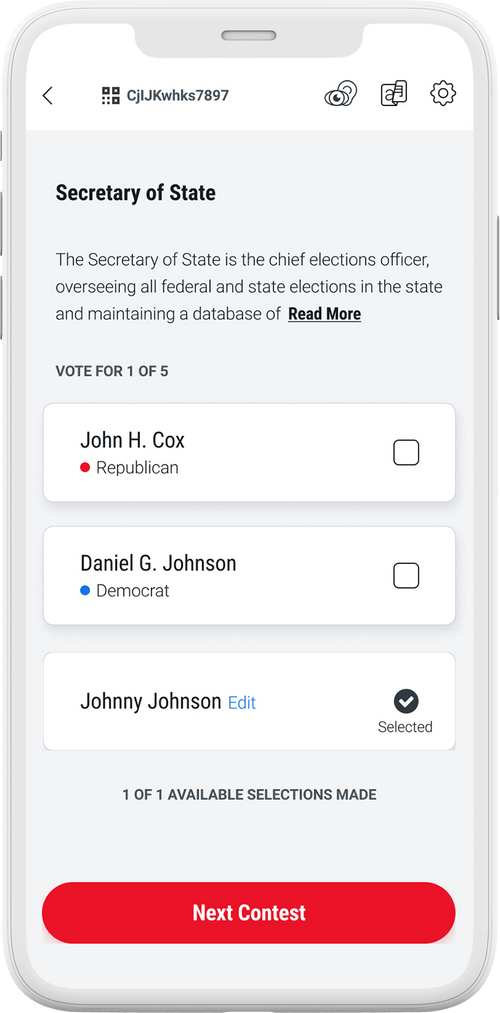 CjlJKwhks7897
Secretary of State
The Secretary of State is the chief elections officer,
overseeing all federal and state elections in the state
and maintaining a database of Read More
VOTE FOR 1 OF 5
John H. Cox
Republican
Daniel G. Johnson
Democrat
Johnny Johnson Edit
Selected
1 OF 1 AVAILABLE SELECTIONS MADE
Next Contest